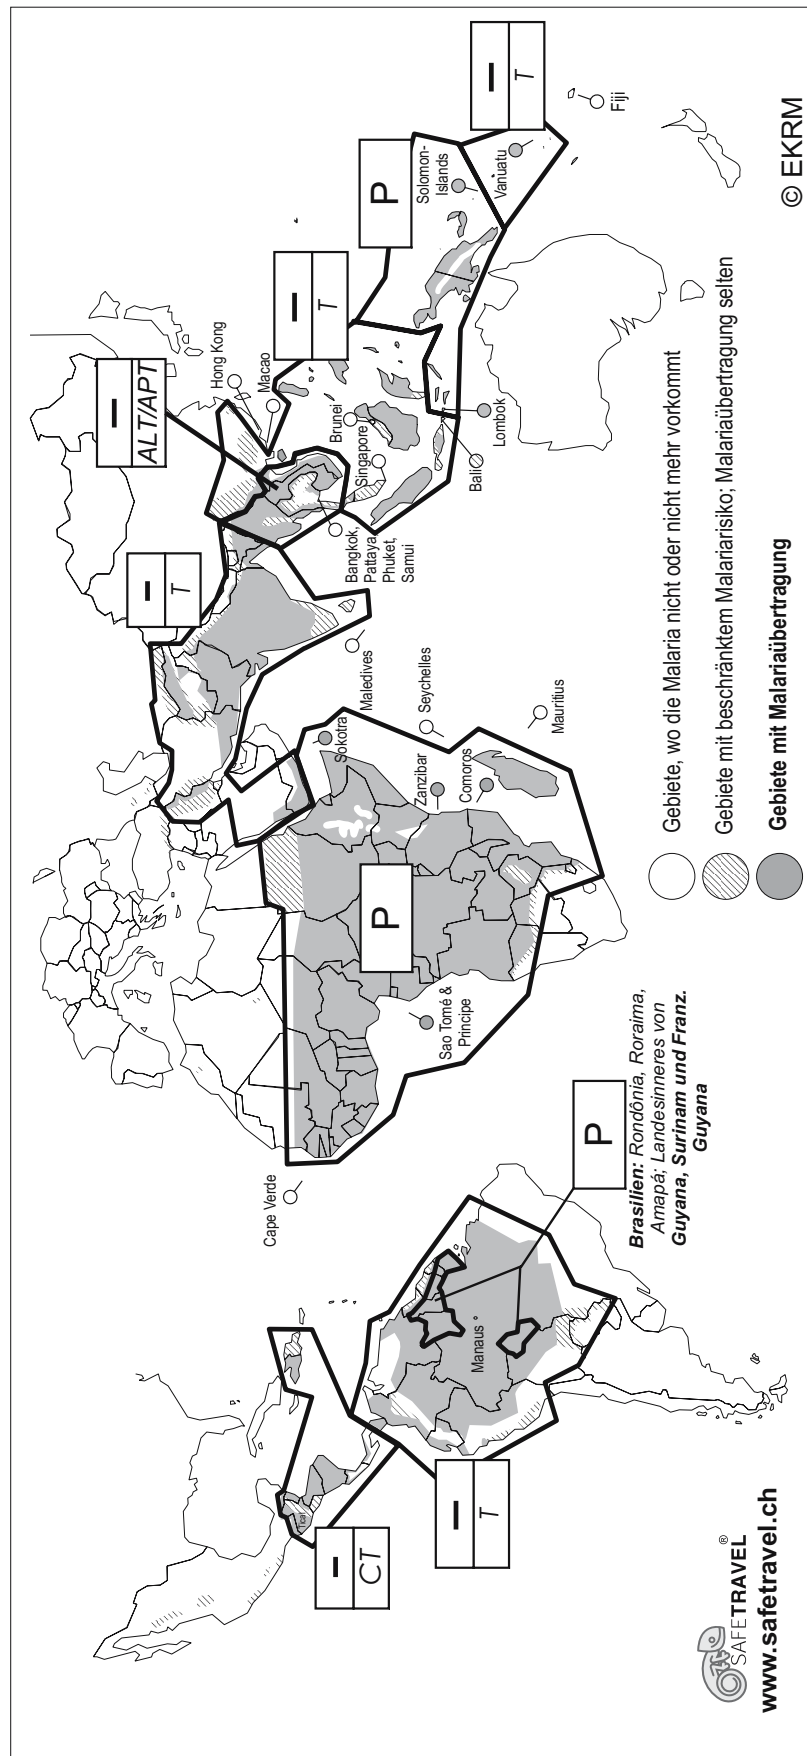 –
CT
Tikal
–
T
Manaus °
Cape Verde
P
Brasilien: Rondônia, Roraima,
Amapá; Landesinneres von
Guyana, Surinam und Franz.
Guyana
Sao Tomé &
Principe
P
Zanzibar
Comoros
Sokotra
Seychelles
Mauritius
Maledives
–
T
–
ALT/APT
Hong Kong
Macao
Bangkok,
Pattaya,
Phuket,
Samui
Singapore
Brunei
Bali
Lombok
–
T
P
Solomon-
Islands
Vanuatu
–
T
Fiji
Gebiete, wo die Malaria nicht oder nicht mehr vorkommt
Gebiete mit beschränktem Malariarisiko; Malariaübertragung selten
Gebiete mit Malariaübertragung
SAFETRAVEL®
www.safetravel.ch
© EKRM